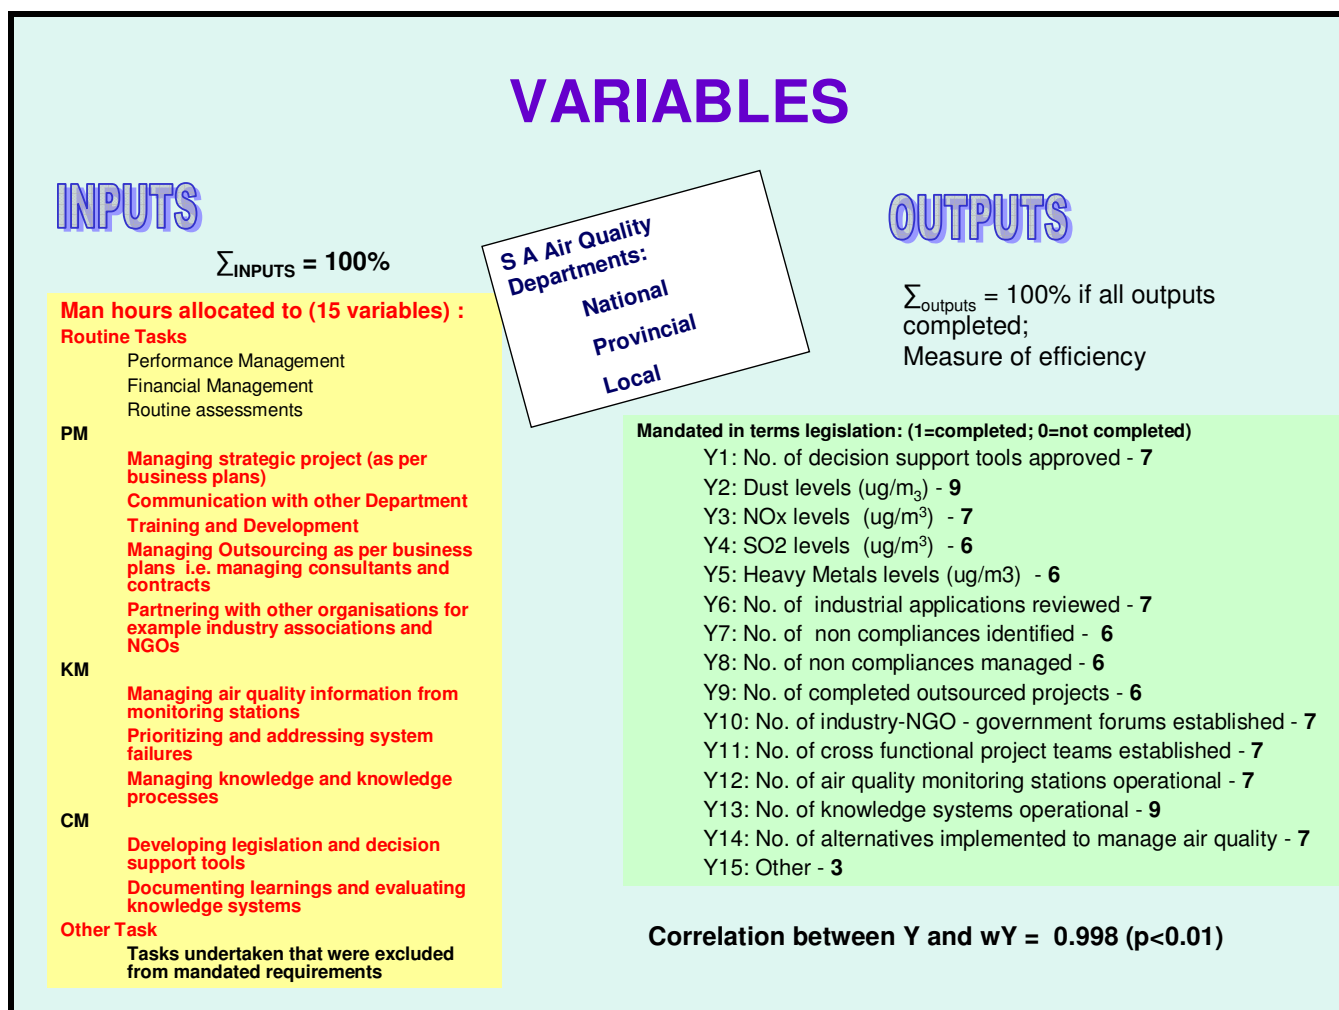 VARIABLES
INPUTS
∑INPUTS = 100%
Man hours allocated to (15 variables) :
Routine Tasks
Performance Management
Financial Management
Routine assessments
PM
Managing strategic project (as per
business plans)
Communication with other Department
Training and Development
Managing Outsourcing as per business
plans i.e. managing consultants and
contracts
Partnering with other organisations for
example industry associations and
NGOs
KM
Managing air quality information from
monitoring stations
Prioritizing and addressing system
failures
Managing knowledge and knowledge
processes
CM
Developing legislation and decision
support tools
Documenting learnings and evaluating
knowledge systems
Other Task
Tasks undertaken that were excluded
from mandated requirements
S A Air Quality
Departments:
National
Provincial
Local
OUTPUTS
∑outputs = 100% if all outputs
completed;
Measure of efficiency
Mandated in terms legislation: (1=completed; 0=not completed)
Y1: No. of decision support tools approved - 7
Y2: Dust levels (ug/m₃) - 9
Y3: NOx levels (ug/m³) - 7
Y4: SO2 levels (ug/m³) - 6
Y5: Heavy Metals levels (ug/m3) - 6
Y6: No. of industrial applications reviewed - 7
Y7: No. of non compliances identified - 6
Y8: No. of non compliances managed - 6
Y9: No. of completed outsourced projects - 6
Y10: No. of industry-NGO - government forums established - 7
Y11: No. of cross functional project teams established - 7
Y12: No. of air quality monitoring stations operational - 7
Y13: No. of knowledge systems operational - 9
Y14: No. of alternatives implemented to manage air quality - 7
Y15: Other - 3
Correlation between Y and wY = 0.998 (p<0.01)